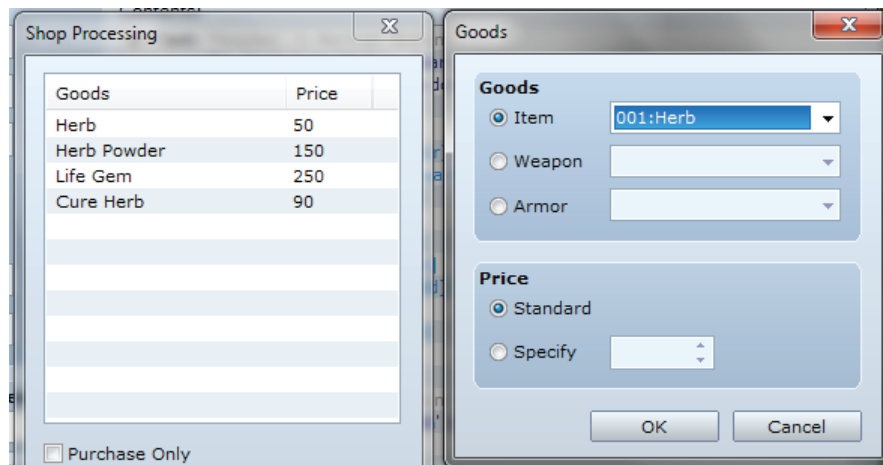 Contents:
Shop Processing
Goods Price
Herb 50
Herb Powder 150
Life Gem 250
Cure Herb 90
Purchase Only
Goods
Goods
Item 001:Herb
Weapon
Armor
Price
Standard
Specify
OK Cancel